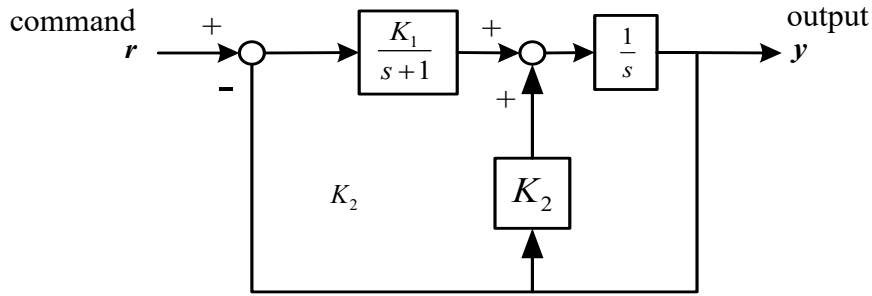 command
r
+
-
K₁
s+1
+
+
1
s
output
y
K₂
K₂